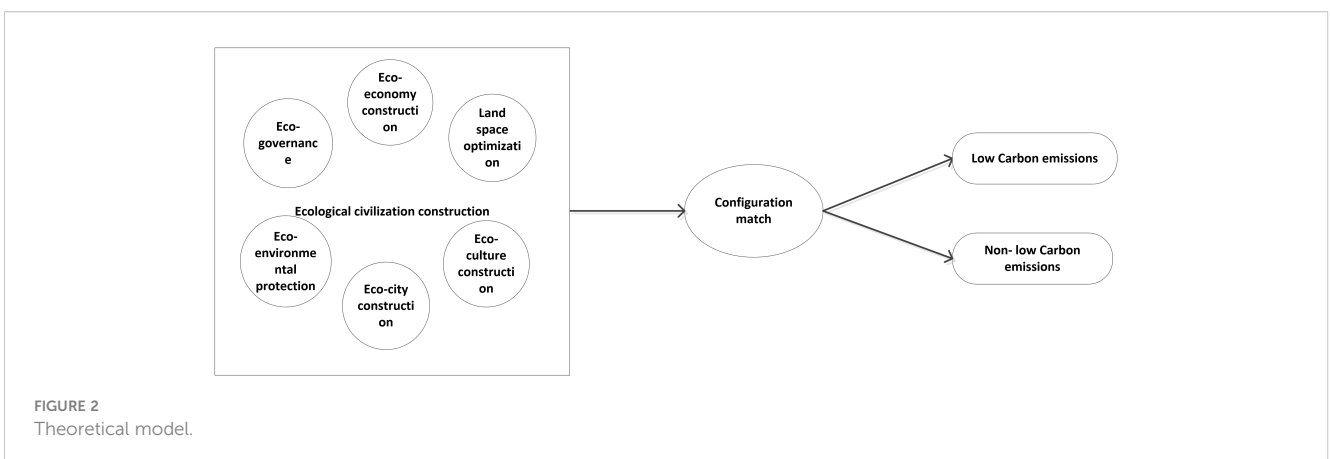 Eco-
economy
constructi
on
Land
space
optimizati
on
Eco-
governanc
e
Ecological civilization construction
Eco-
environme
ntal
protection
Eco-city
constructi
on
Eco-
culture
constructi
on
Configuration
match
Low Carbon emissions
Non- low Carbon
emissions
FIGURE 2
Theoretical model.